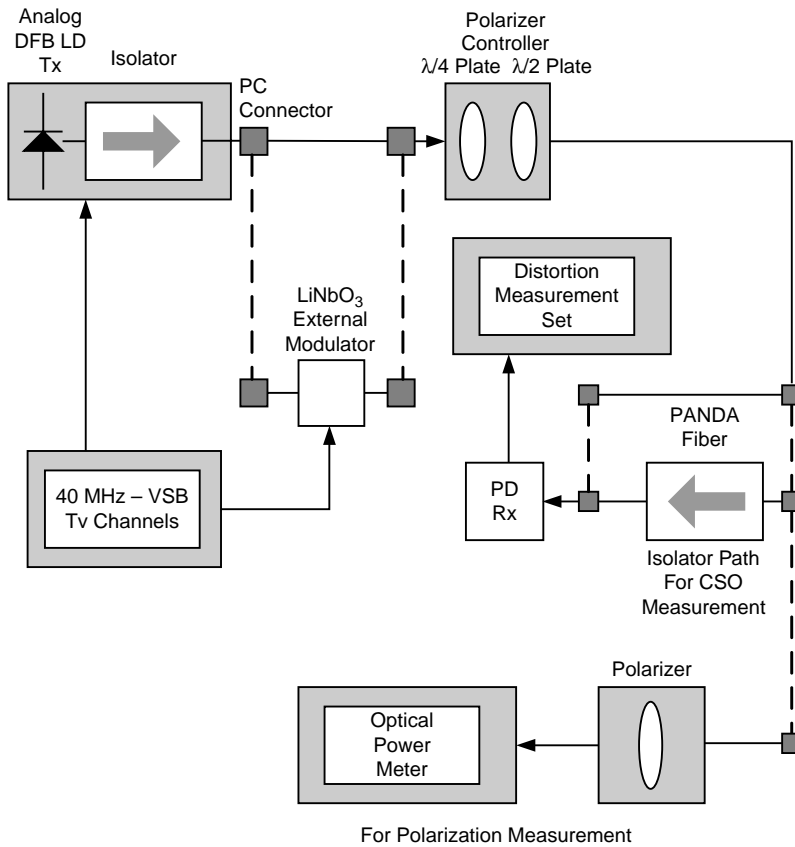 Analog
DFB LD
Tx
Isolator
PC
Connector
Polarizer
Controller
λ/4 Plate λ/2 Plate
Distortion
Measurement
Set
LiNbO3
External
Modulator
PANDA
Fiber
40 MHz – VSB
Tv Channels
PD
Rx
Isolator Path
For CSO
Measurement
Polarizer
Optical
Power
Meter
For Polarization Measurement